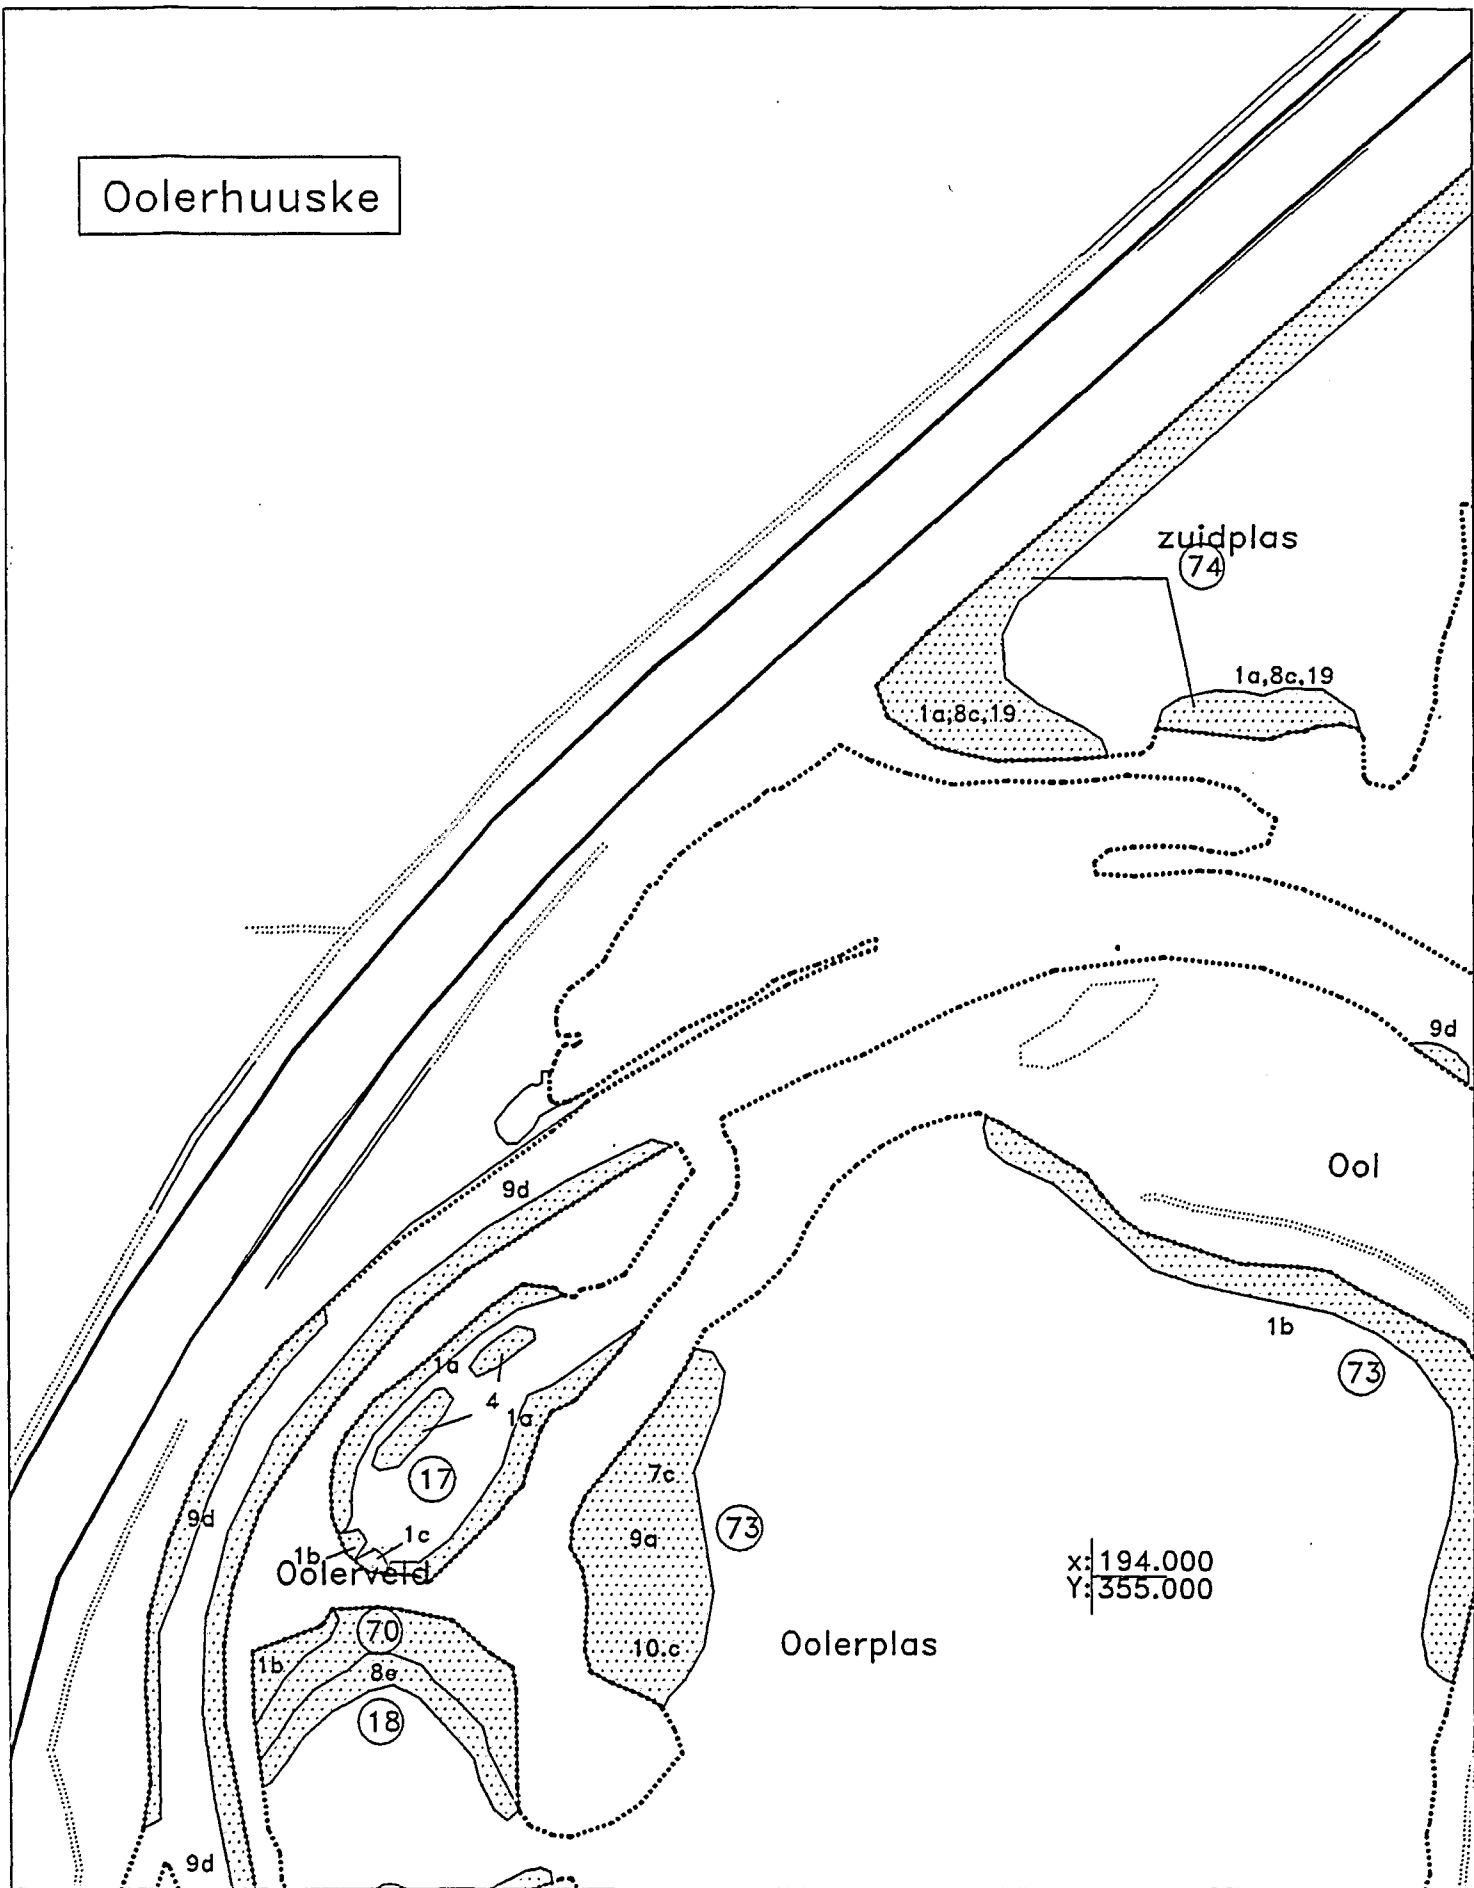 Oolerhuuske
zuidplas
74
1a,8c,19
1a,8c,19
9d
Ool
9d
1b
73
1a
4
1a
7c
17
9d
9a
73
1c
1b
Oolerveld
x: 194.000
Y: 355.000
70
10.c
Oolerplas
1b
8e
18
9d